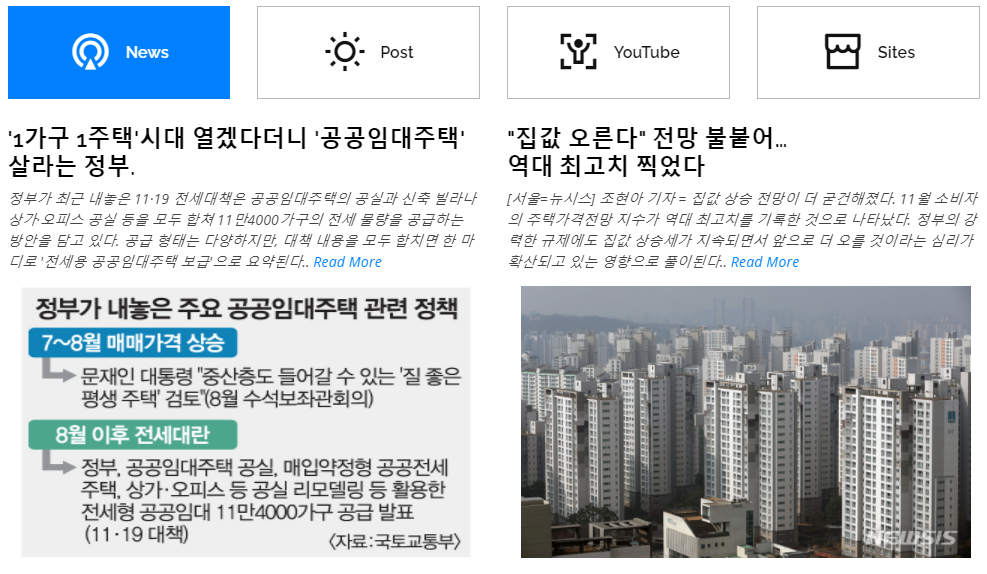 News
Post
YouTube
Sites
'1가구 1주택'시대 열겠다더니 '공공임대주택'
살라는 정부.
정부가 최근 내놓은 11·19 전세대책은 공공임대주택의 공실과 신축 빌라나
상가·오피스 공실 등을 모두 합쳐 11만4000가구의 전세 물량을 공급하는
방안을 담고 있다. 공급 형태는 다양하지만, 대책 내용을 모두 합치면 한 마
디로 '전세용 공공임대주택 보급'으로 요약된다.. Read More
정부가 내놓은 주요 공공임대주택 관련 정책
7~8월 매매가격 상승
문재인 대통령 "중산층도 들어갈 수 있는 '질 좋은
평생 주택' 검토"(8월 수석보좌관회의)
8월 이후 전세대란
정부, 공공임대주택 공실, 매입약정형 공공전세
주택, 상가·오피스 등 공실 리모델링 등 활용한
전세형 공공임대 11만4000가구 공급 발표
(11·19 대책)
〈자료:국토교통부〉
"집값 오른다" 전망 불붙어...
역대 최고치 찍었다
[서울=뉴시스] 조현아 기자 = 집값 상승 전망이 더 굳건해졌다. 11월 소비자
의 주택가격전망 지수가 역대 최고치를 기록한 것으로 나타났다. 정부의 강
력한 규제에도 집값 상승세가 지속되면서 앞으로 더 오를 것이라는 심리가
확산되고 있는 영향으로 풀이된다.. Read More
NEWSIS